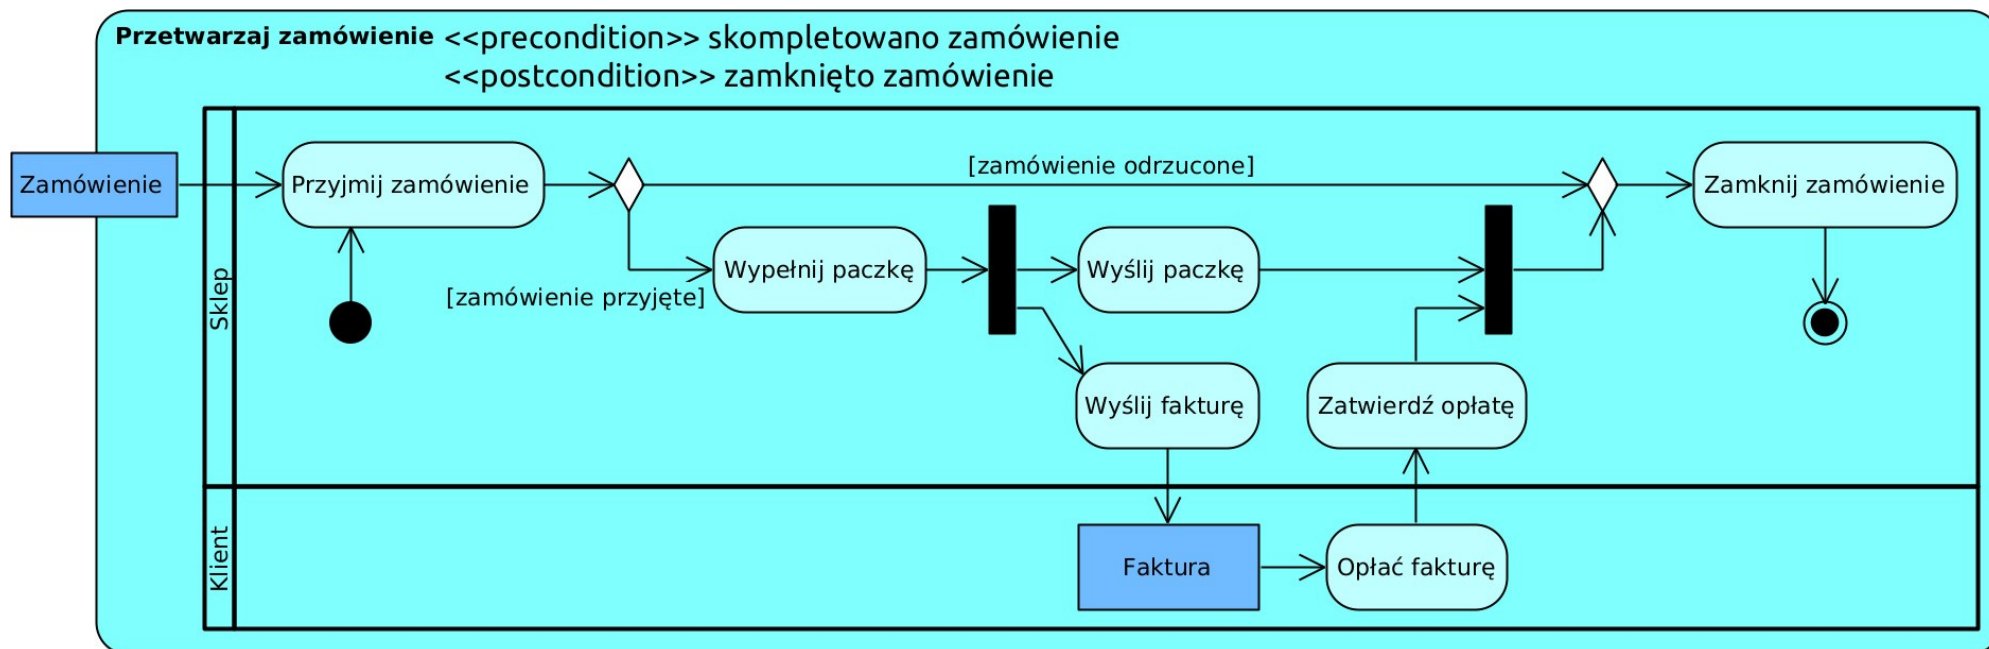 Przetwarzaj zamówienie <<precondition>> skompletowano zamówienie
<<postcondition>> zamknięto zamówienie
Sklep
Zamówienie
Przyjmij zamówienie
[zamówienie odrzucone]
Zamknij zamówienie
[zamówienie przyjęte]
Wypełnij paczkę
Wyślij paczkę
Wyślij fakturę
Zatwierdź opłatę
Klient
Faktura
Opłać fakturę